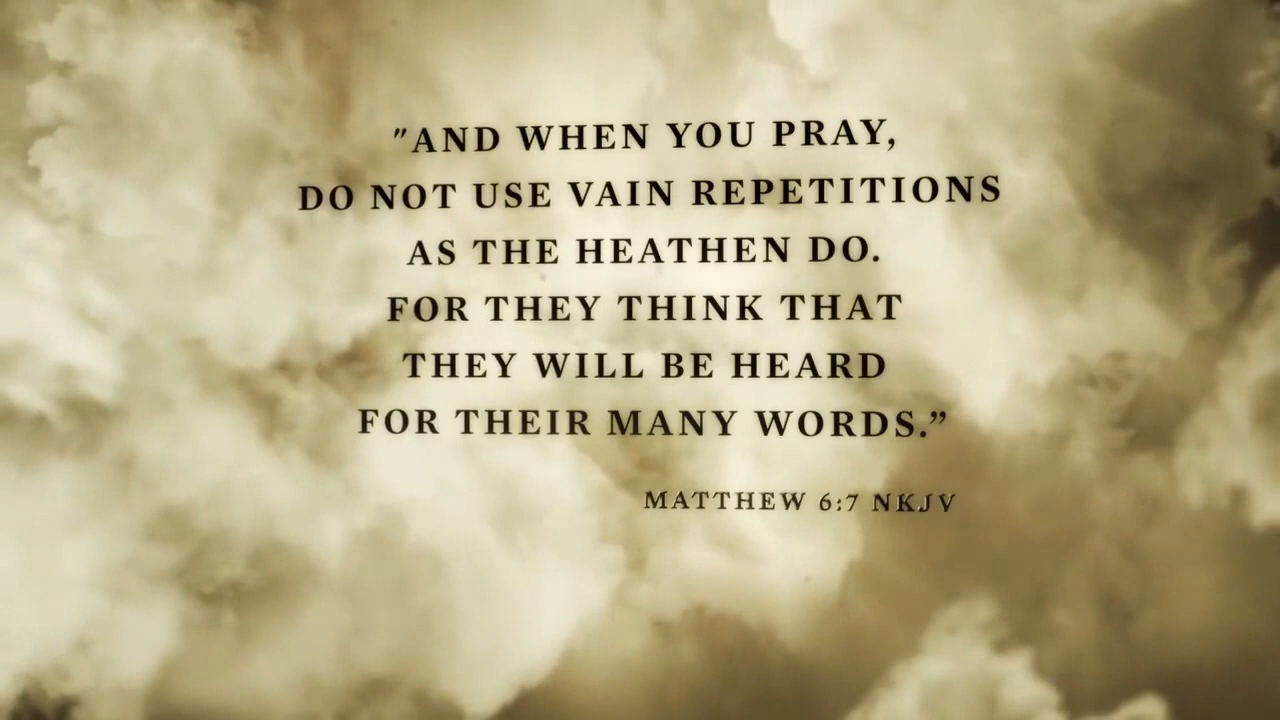 "AND WHEN YOU PRAY,
DO NOT USE VAIN REPETITIONS
AS THE HEATHEN DO.
FOR THEY THINK THAT
THEY WILL BE HEARD
FOR THEIR MANY WORDS.”
MATTHEW 6:7 NKJV